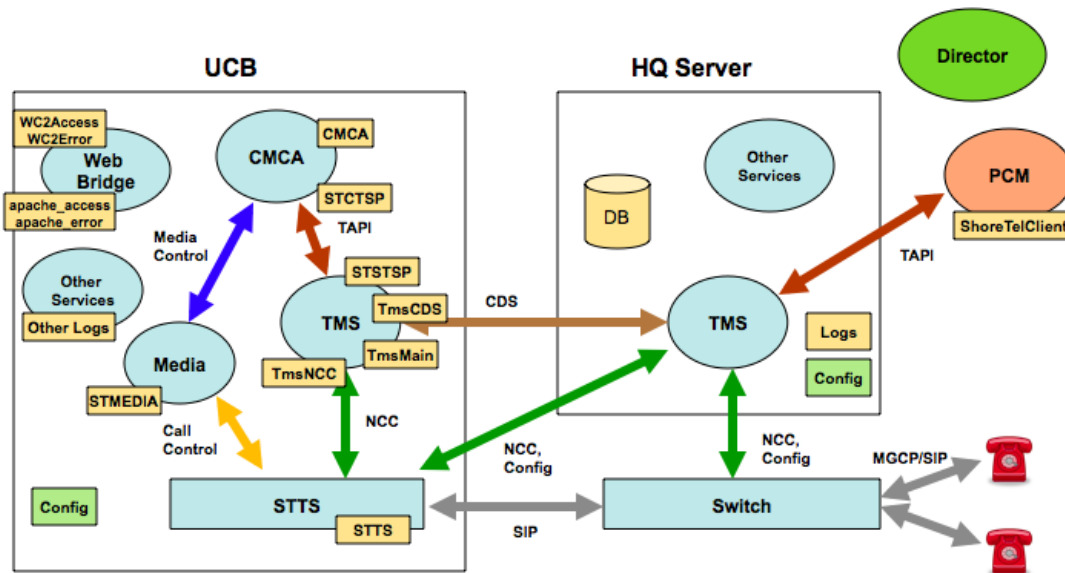 UCB
HQ Server
Director
WC2Access
WC2Error
Web
Bridge
apache_access
apache_error
CMCA
CMCA
STCTSP
Media
Control
TAPI
Other
Services
Other Logs
STSTSP
TmsCDS
TMS
TmsMain
TmsNCC
Media
STMEDIA
Call
Control
NCC
Config
STTS
STTS
CDS
Other
Services
DB
TMS
Logs
Config
PCM
ShoreTelClient
TAPI
NCC,
Config
NCC,
Config
SIP
Switch
MGCP/SIP